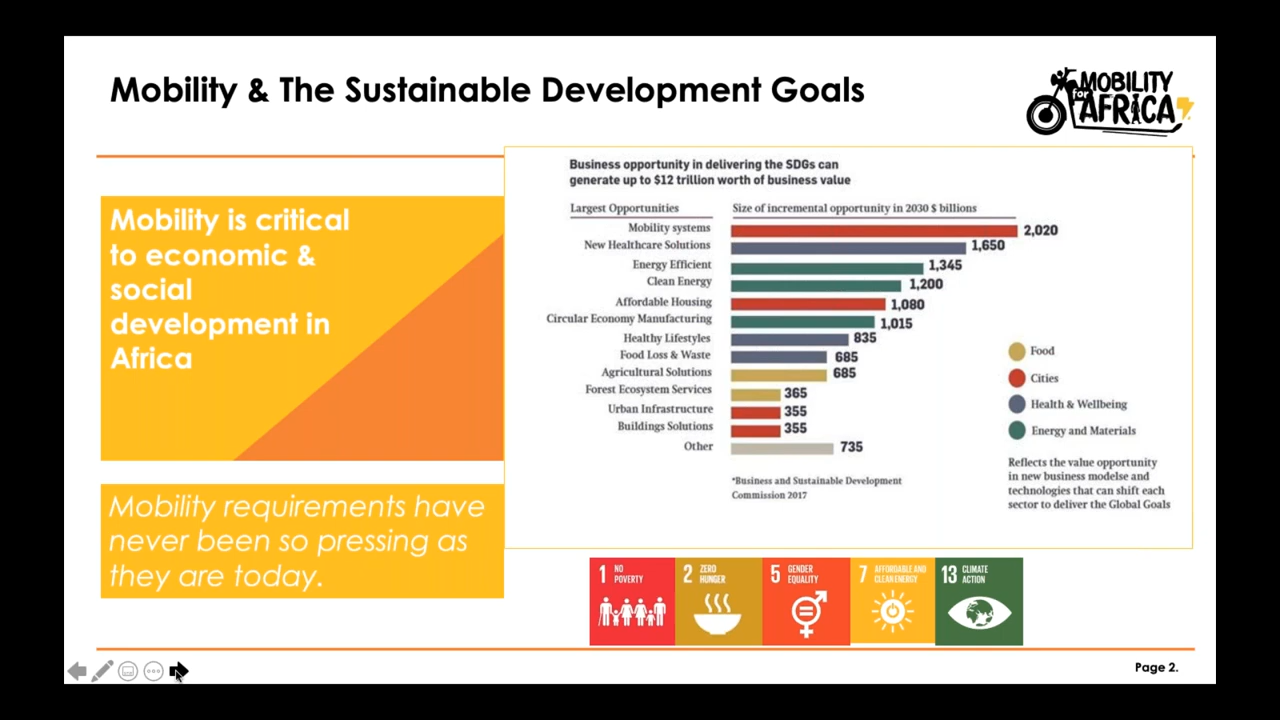 Mobility & The Sustainable Development Goals
MOBILITY
for
AFRICA
Mobility is critical
to economic &
social
development in
Africa
Mobility requirements have
never been so pressing as
they are today.
Business opportunity in delivering the SDGs can
generate up to $12 trillion worth of business value
Largest Opportunities
Size of incremental opportunity in 2030 $ billions
Mobility systems 2,020
New Healthcare Solutions 1,650
Energy Efficient 1,345
Clean Energy 1,200
Affordable Housing 1,080
Circular Economy Manufacturing 1,015
Healthy Lifestyles 835
Food Loss & Waste 685
Agricultural Solutions 685
Forest Ecosystem Services 365
Urban Infrastructure 355
Buildings Solutions 355
Other 735
Food
Cities
Health & Wellbeing
Energy and Materials
Reflects the value opportunity
in new business modelse and
technologies that can shift each
sector to deliver the Global Goals
*Business and Sustainable Development
Commission 2017
1 NO
POVERTY
2 ZERO
HUNGER
5 GENDER
EQUALITY
7 AFFORDABLE AND
CLEAN ENERGY
13 CLIMATE
ACTION
Page 2.